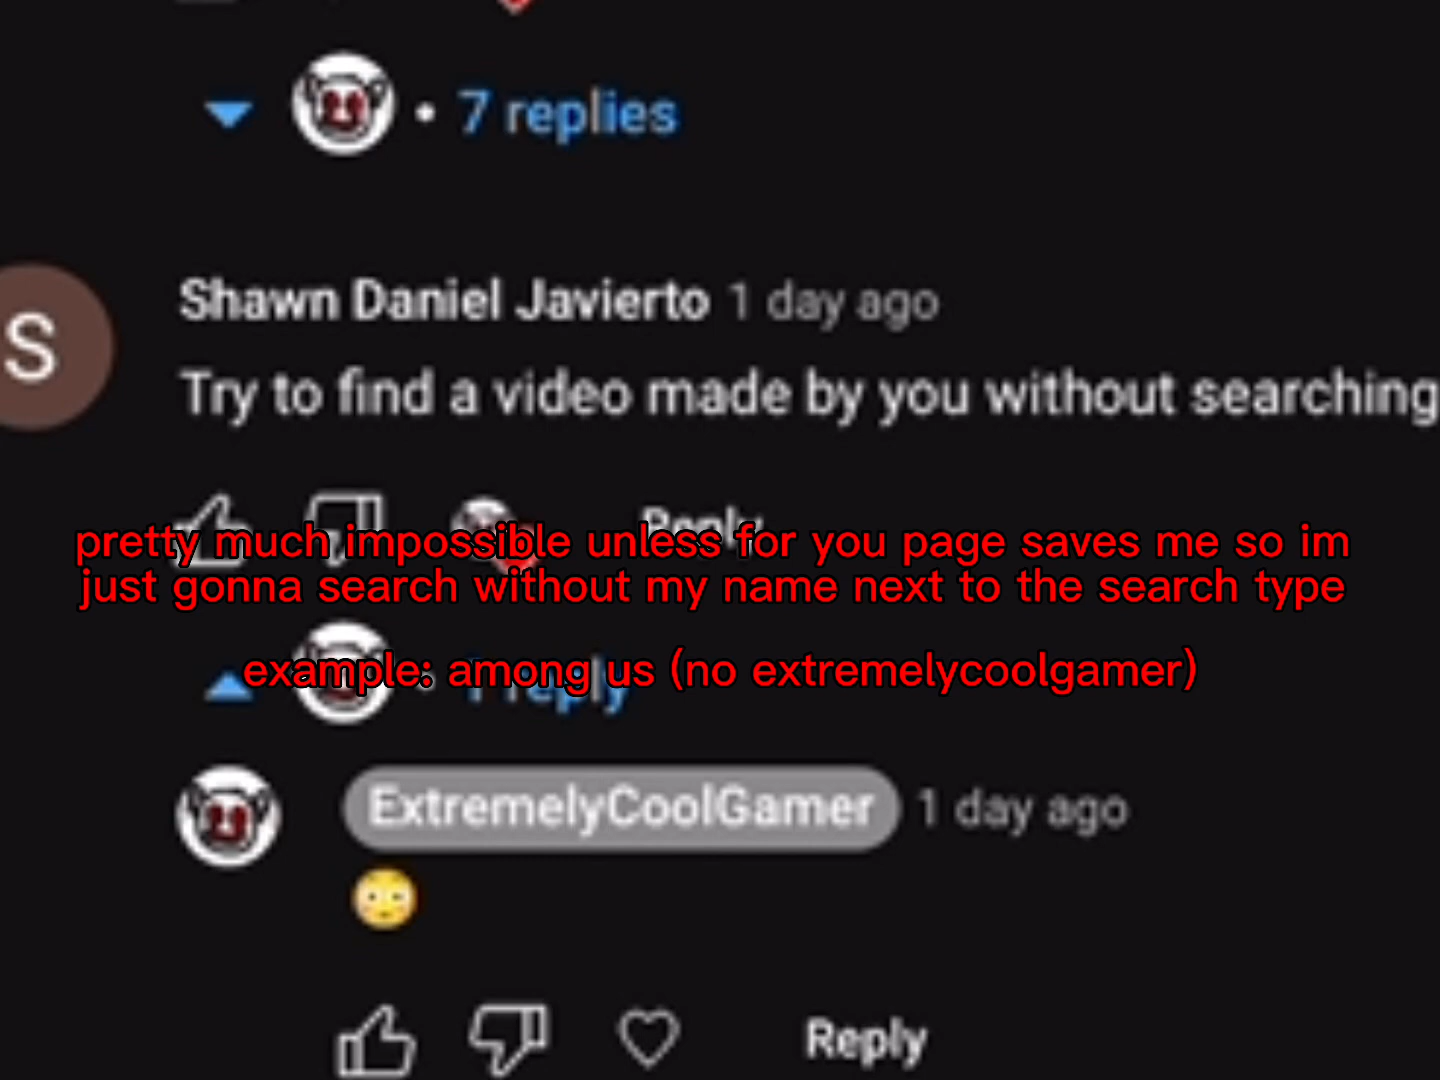 7 replies
S
Shawn Daniel Javierto 1 day ago
Try to find a video made by you without searching
Reply
pretty much impossible unless for you page saves me so im
just gonna search without my name next to the search type
example: among us (no extremelycoolgamer)
1 reply
ExtremelyCoolGamer 1 day ago
😳
Reply